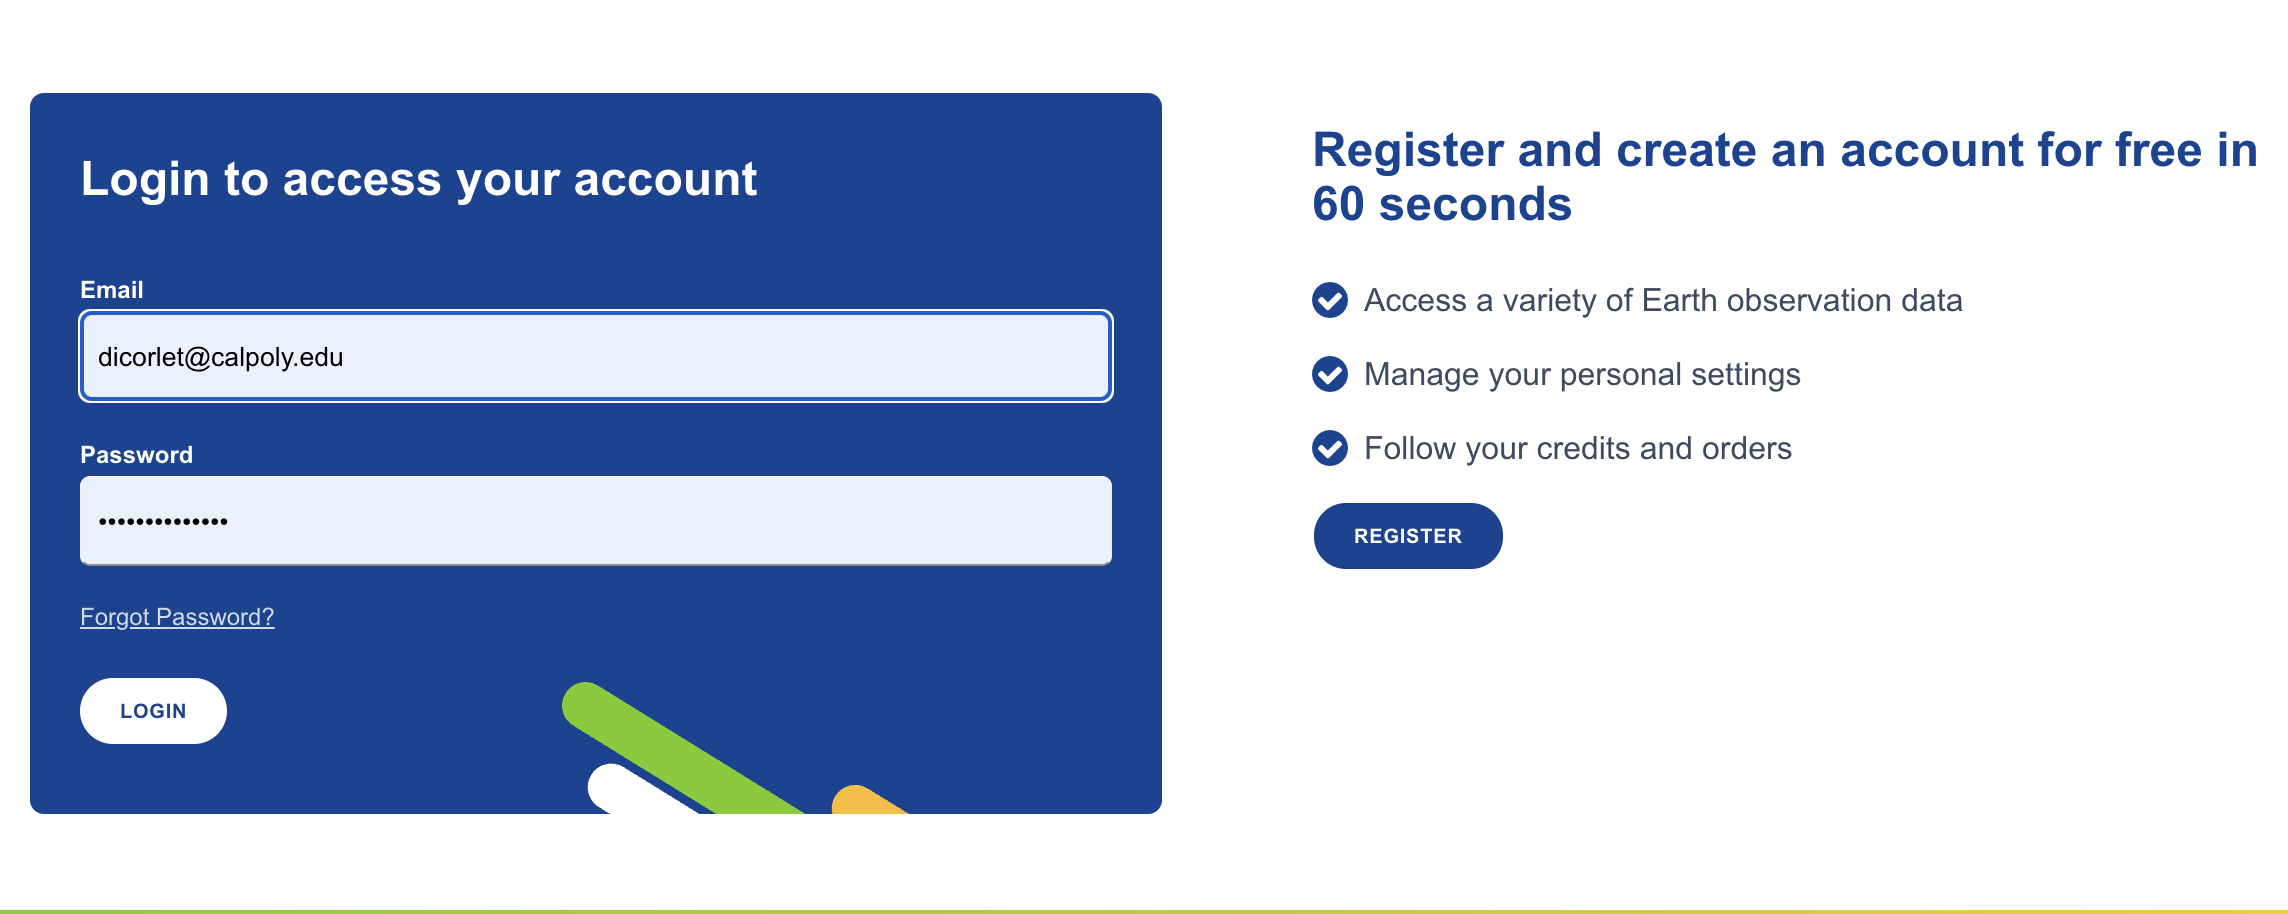 Login to access your account
Email
dicorlet@calpoly.edu
Password
••••••••••••••
Forgot Password?
LOGIN
Register and create an account for free in
60 seconds
Access a variety of Earth observation data
Manage your personal settings
Follow your credits and orders
REGISTER